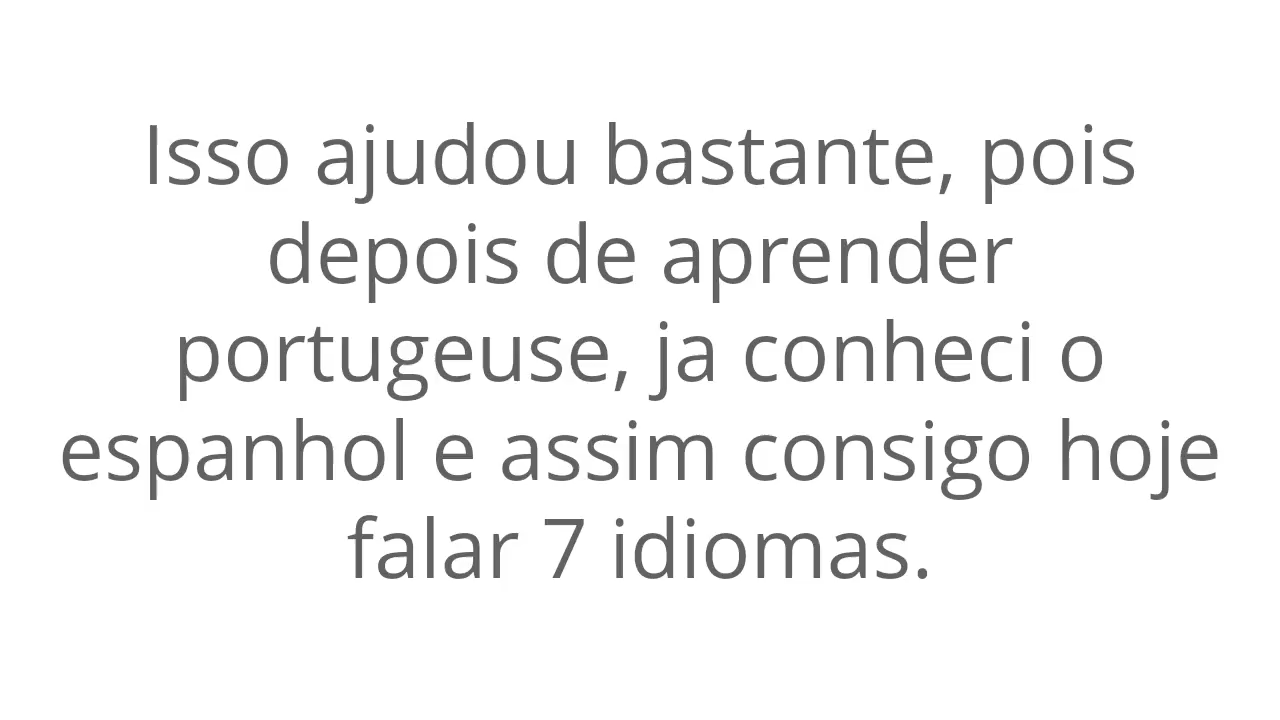 Isso ajudou bastante, pois
depois de aprender
portugeuse, ja conheci o
espanhol e assim consigo hoje
falar 7 idiomas.